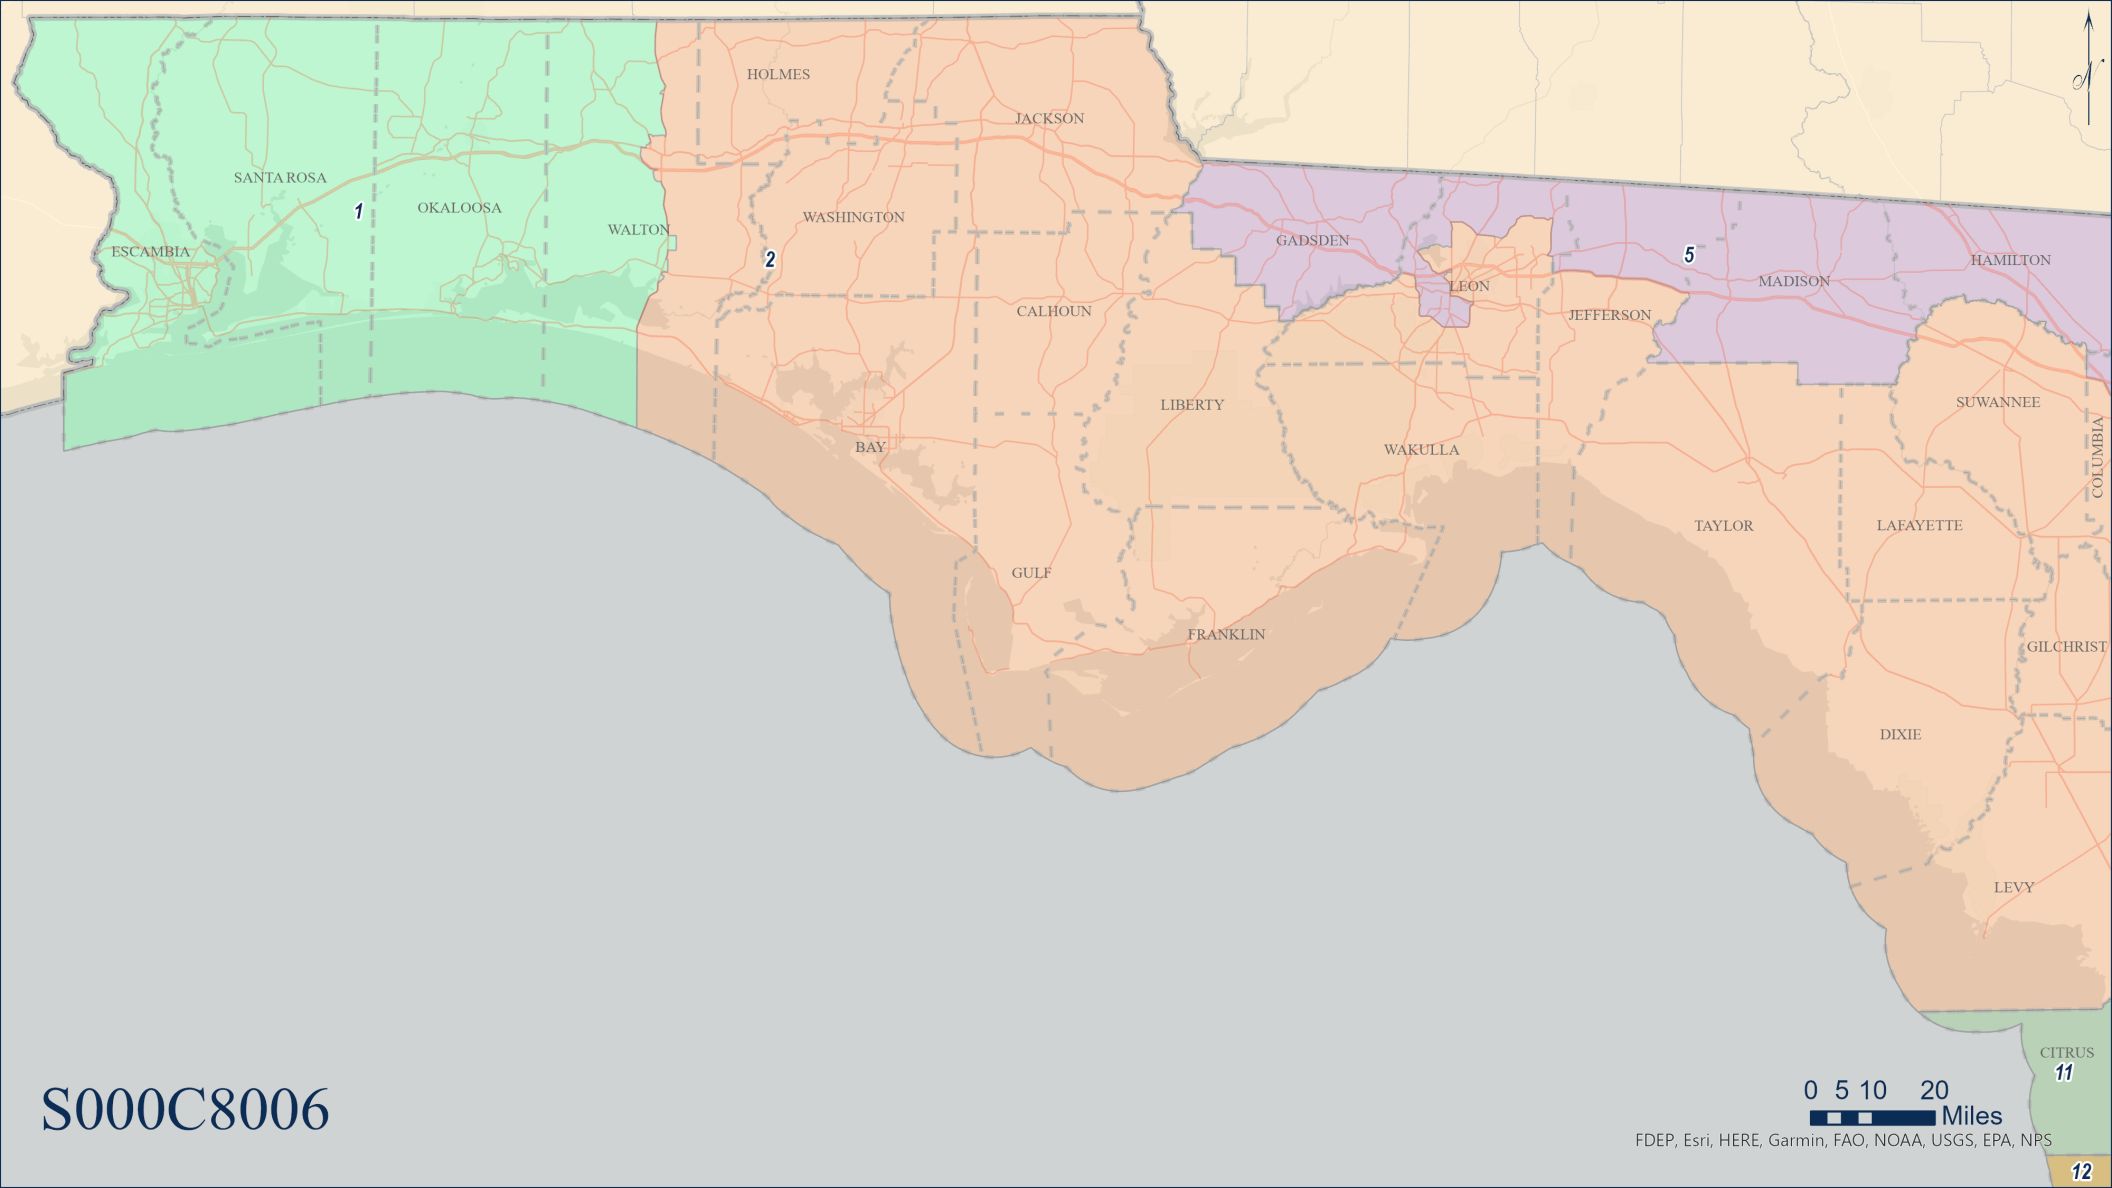 N
HOLMES
JACKSON
SANTA ROSA
OKALOOSA
1
WALTON
WASHINGTON
ESCAMBIA
2
GADSDEN
5
HAMILTON
MADISON
LEON
CALHOUN
JEFFERSON
LIBERTY
SUWANNEE
COLUMBIA
BAY
WAKULLA
TAYLOR
LAFAYETTE
GULF
FRANKLIN
GILCHRIST
DIXIE
LEVY
CITRUS
11
S000C8006
0 5 10 20
Miles
FDEP, Esri, HERE, Garmin, FAO, NOAA, USGS, EPA, NPS
12